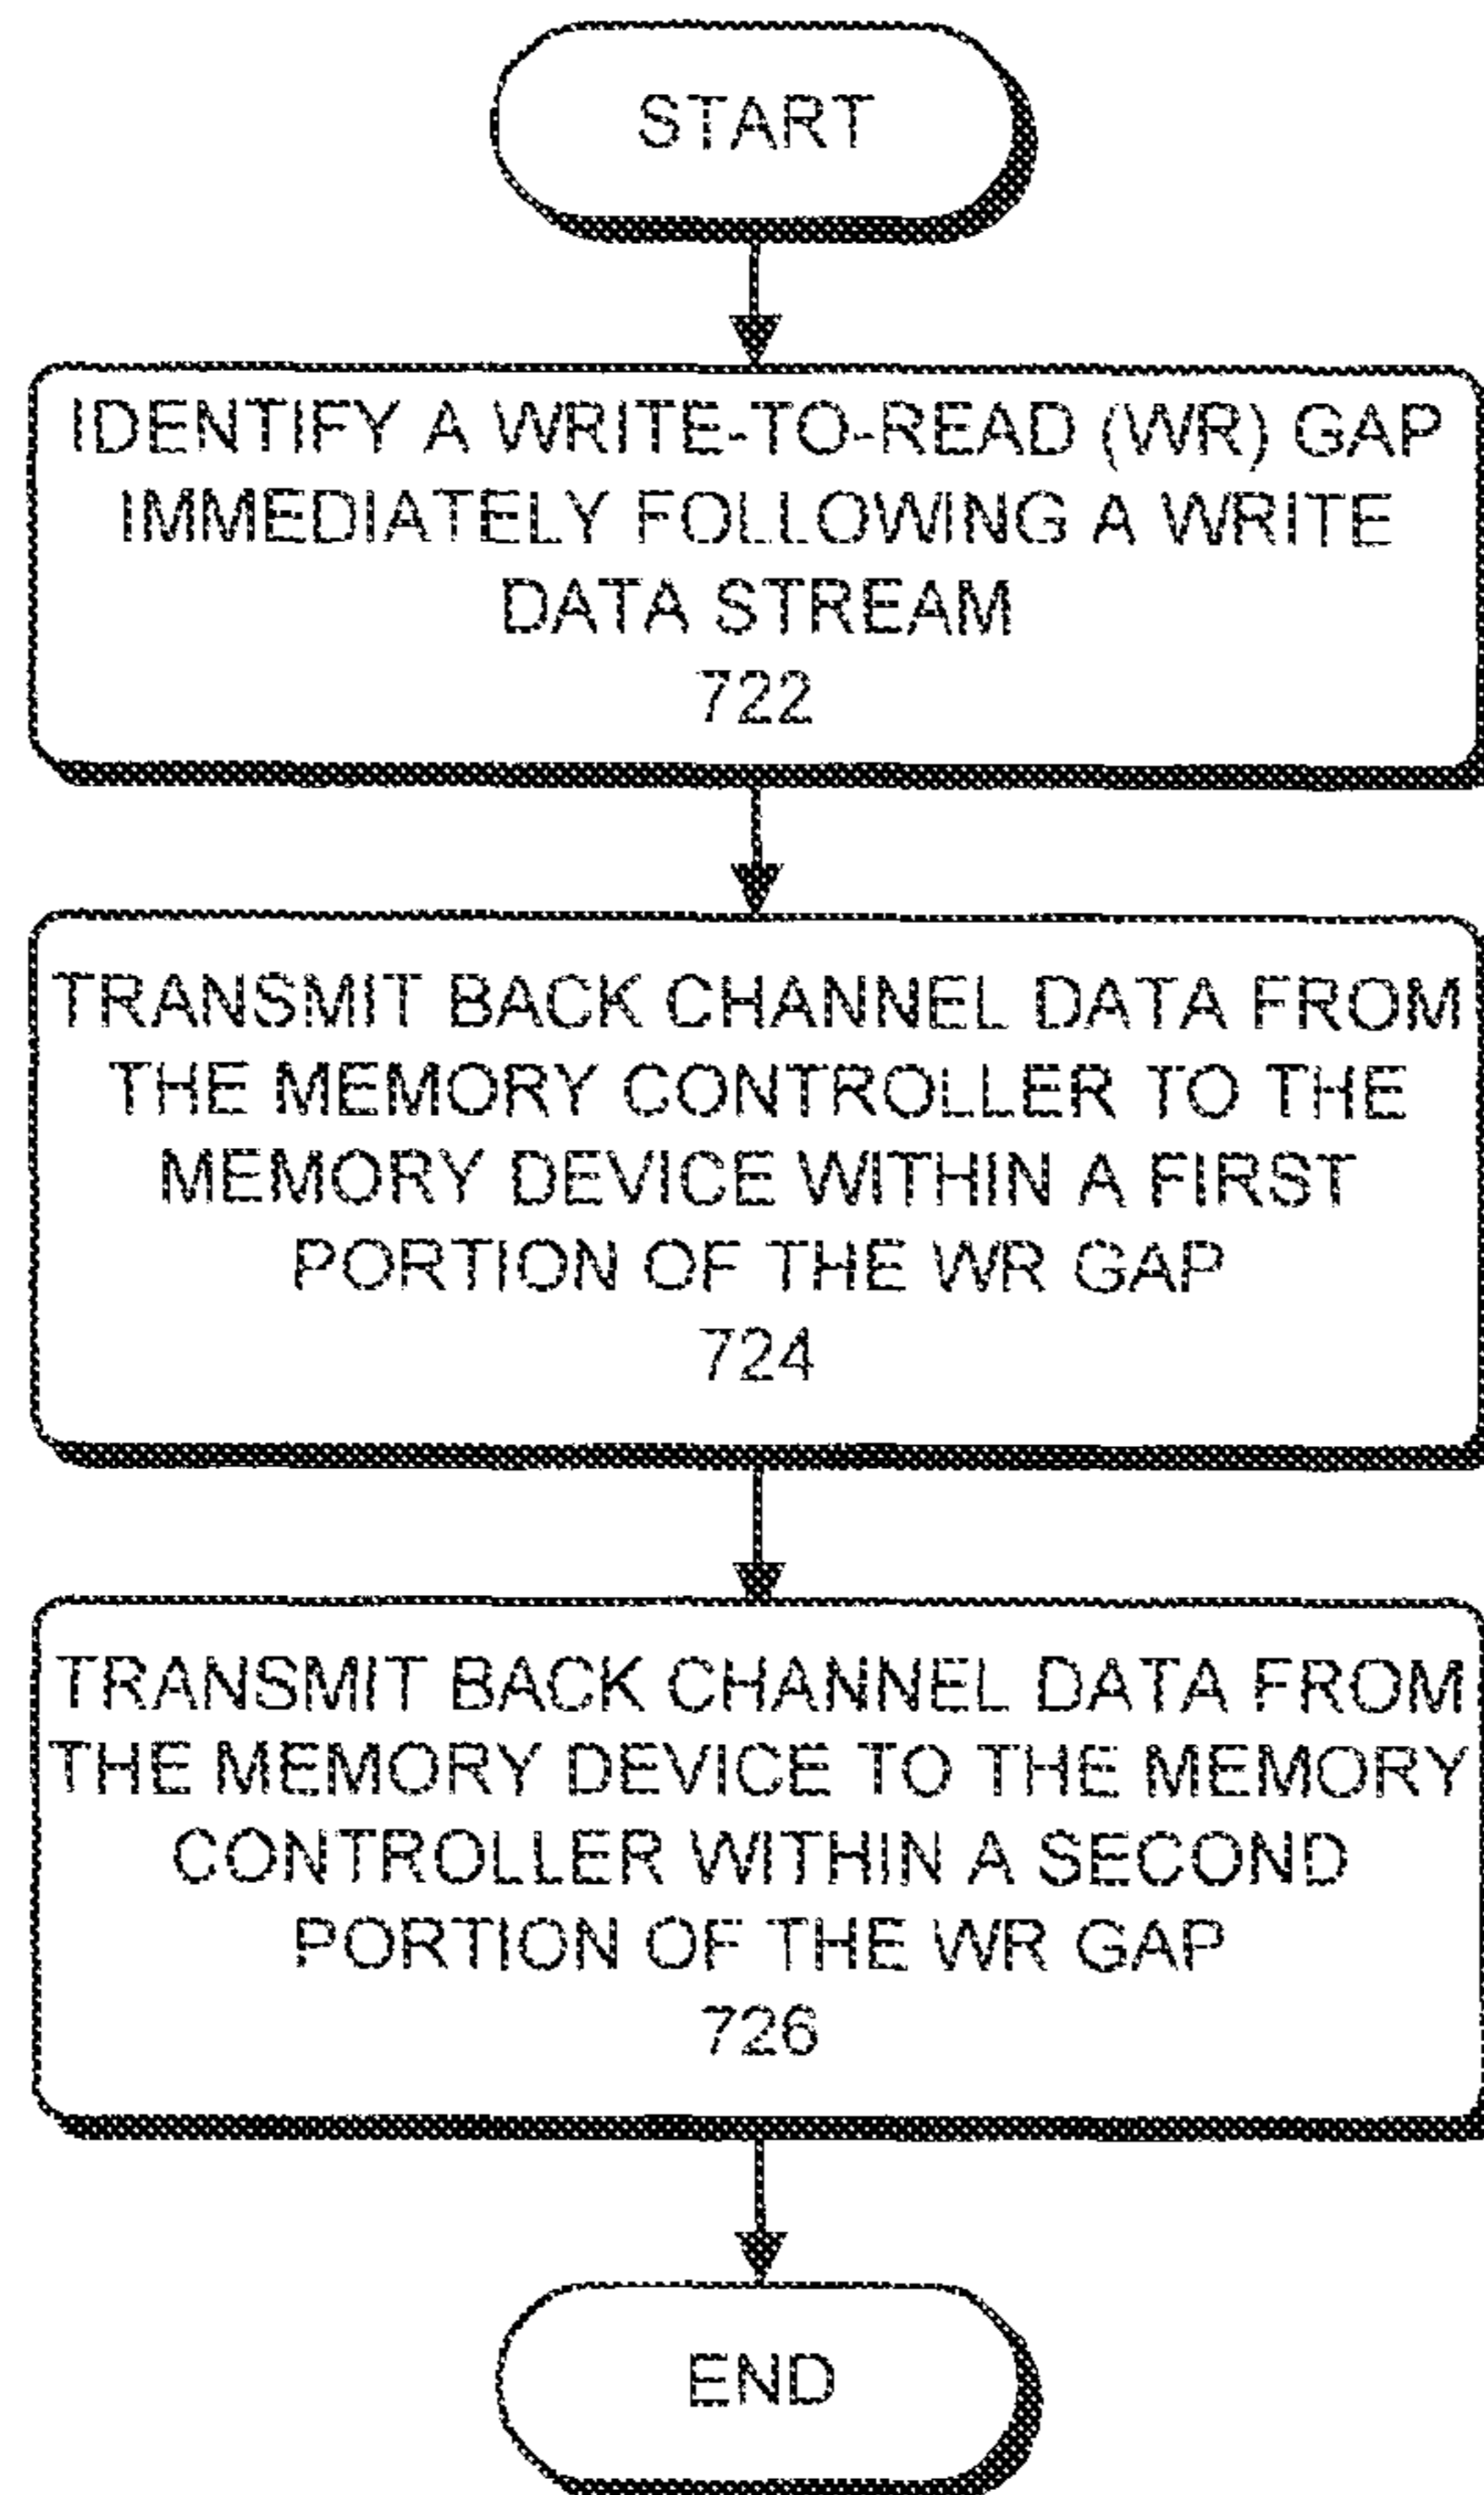 START
IDENTIFY A WRITE-TO-READ (WR) GAP
IMMEDIATELY FOLLOWING A WRITE
DATA STREAM
722
TRANSMIT BACK CHANNEL DATA FROM
THE MEMORY CONTROLLER TO THE
MEMORY DEVICE WITHIN A FIRST
PORTION OF THE WR GAP
724
TRANSMIT BACK CHANNEL DATA FROM
THE MEMORY DEVICE TO THE MEMORY
CONTROLLER WITHIN A SECOND
PORTION OF THE WR GAP
726
END